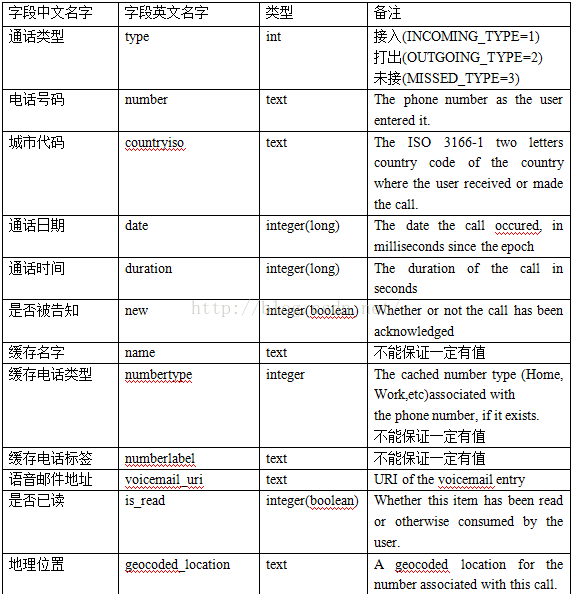 字段中文名字 字段英文名字 类型 备注
通话类型 type int 接入(INCOMING_TYPE=1)
打出(OUTGOING_TYPE=2)
未接(MISSED_TYPE=3)
电话号码 number text The phone number as the user
entered it.
城市代码 countryiso text The ISO 3166-1 two letters
country code of the country
where the user received or made
the call.
通话日期 date integer(long) The date the call occured, in
milliseconds since the epoch
通话时间 duration integer(long) The duration of the call in
seconds
是否被告知 new integer(boolean) Whether or not the call has been
acknowledged
缓存名字 name text 不能保证一定有值
缓存电话类型 numbertype integer The cached number type (Home,
Work,etc)associated with
the phone number, if it exists.
不能保证一定有值
缓存电话标签 numberlabel text 不能保证一定有值
语音邮件地址 voicemail_uri text URI of the voicemail entry
是否已读 is_read integer(boolean) Whether this item has been read
or otherwise consumed by the
user.
地理位置 geocoded_location text A geocoded location for the
number associated with this call.